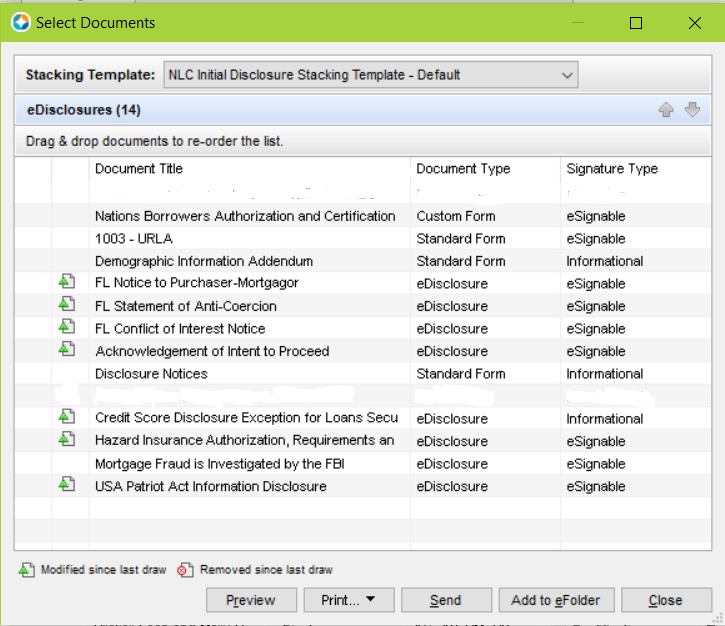 Select Documents
Stacking Template: NLC Initial Disclosure Stacking Template - Default
eDisclosures (14)
Drag & drop documents to re-order the list.
Document Title Document Type Signature Type
Nations Borrowers Authorization and Certification Custom Form eSignable
1003 - URLA Standard Form eSignable
Demographic Information Addendum Standard Form Informational
FL Notice to Purchaser-Mortgagor eDisclosure eSignable
FL Statement of Anti-Coercion eDisclosure eSignable
FL Conflict of Interest Notice eDisclosure eSignable
Acknowledgement of Intent to Proceed eDisclosure eSignable
Disclosure Notices Standard Form Informational
Credit Score Disclosure Exception for Loans Secu eDisclosure Informational
Hazard Insurance Authorization, Requirements an eDisclosure eSignable
Mortgage Fraud is Investigated by the FBI eDisclosure eSignable
USA Patriot Act Information Disclosure eDisclosure eSignable
Modified since last draw Removed since last draw
Preview Print... Send Add to eFolder Close